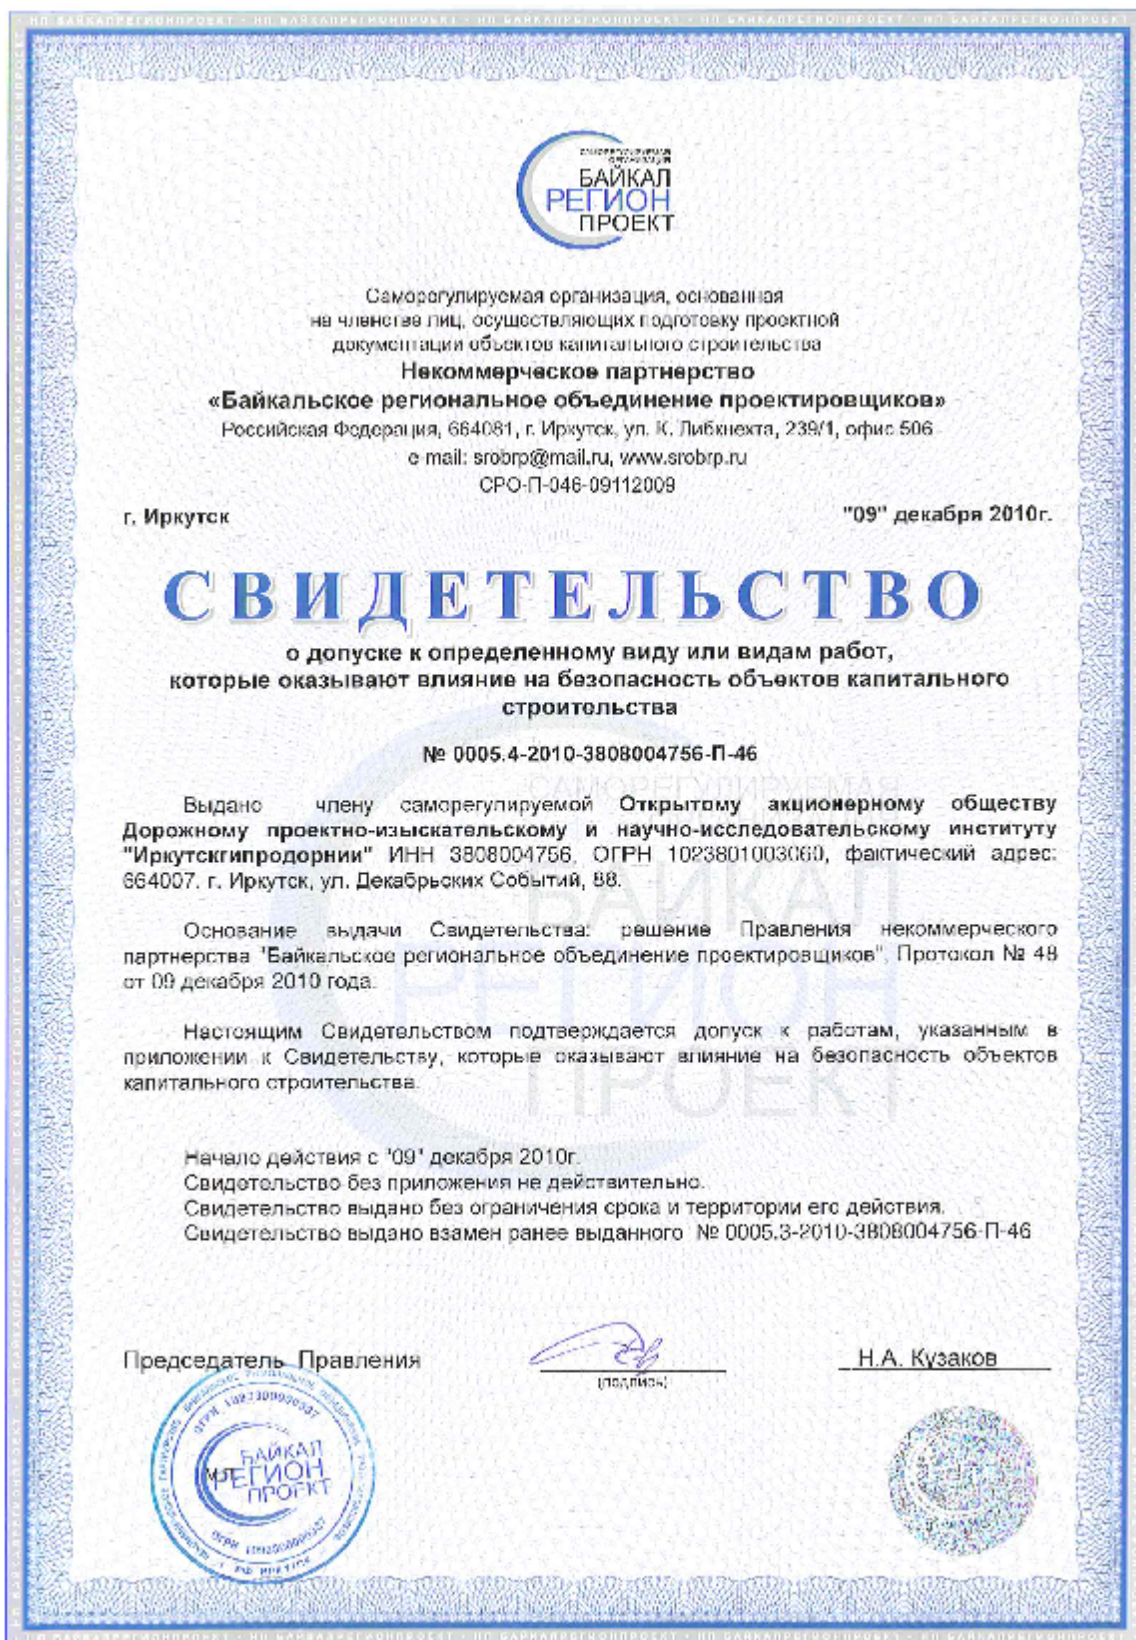 САМОРЕГУЛИРУЕМАЯ
ОРГАНИЗАЦИЯ
БАЙКАЛ
РЕГИОН
ПРОЕКТ
Саморегулируемая организация, основанная
на членстве лиц, осуществляющих подготовку проектной
документации объектов капитального строительства
Некоммерческое партнерство
«Байкальское региональное объединение проектировщиков»
Российская Федерация, 664081, г. Иркутск, ул. К. Либкнехта, 239/1, офис 506
e-mail: srobrp@mail.ru, www.srobrp.ru
СРО-П-046-09112009
г. Иркутск "09" декабря 2010г.
СВИДЕТЕЛЬСТВО
о допуске к определенному виду или видам работ,
которые оказывают влияние на безопасность объектов капитального
строительства
№ 0005.4-2010-3808004756-П-46
Выдано члену саморегулируемой Открытому акционерному обществу
Дорожному проектно-изыскательскому и научно-исследовательскому институту
"Иркутскгипродорнии" ИНН 3808004756, ОГРН 1023801003060, фактический адрес:
664007. г. Иркутск, ул. Декабрьских Событий, 88.
Основание выдачи Свидетельства: решение Правления некоммерческого
партнерства "Байкальское региональное объединение проектировщиков", Протокол № 48
от 09 декабря 2010 года.
Настоящим Свидетельством подтверждается допуск к работам, указанным в
приложении к Свидетельству, которые оказывают влияние на безопасность объектов
капитального строительства.
Начало действия с "09" декабря 2010г.
Свидетельство без приложения не действительно.
Свидетельство выдано без ограничения срока и территории его действия.
Свидетельство выдано взамен ранее выданного № 0005.3-2010-3808004756-П-46
Председатель Правления Н.А. Кузаков
(подпись)
БАЙКАЛ
РЕГИОН
ПРОЕКТ